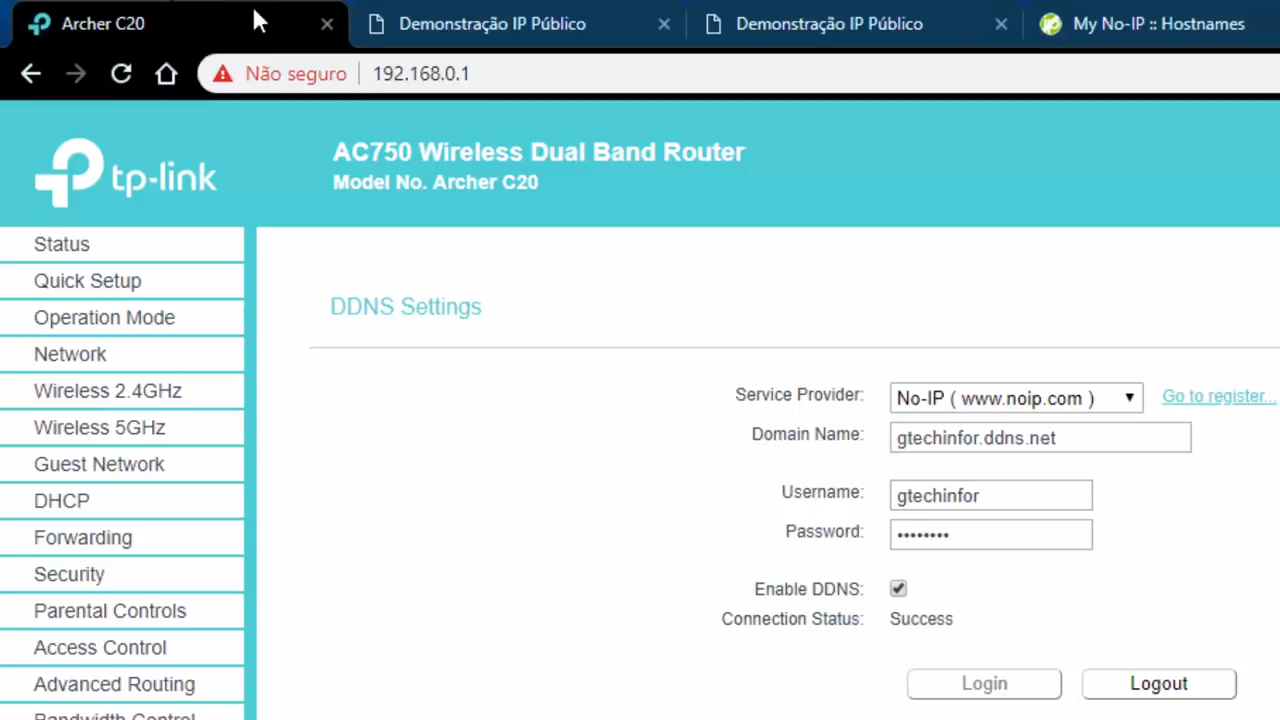 Archer C20
Demonstração IP Público
Demonstração IP Público
My No-IP :: Hostnames
Não seguro
192.168.0.1
tp-link
AC750 Wireless Dual Band Router
Model No. Archer C20
Status
Quick Setup
Operation Mode
Network
Wireless 2.4GHz
Wireless 5GHz
Guest Network
DHCP
Forwarding
Security
Parental Controls
Access Control
Advanced Routing
Bandwidth Control
DDNS Settings
Service Provider: No-IP ( www.noip.com ) Go to register...
Domain Name: gtechinfor.ddns.net
Username: gtechinfor
Password: ••••••••
Enable DDNS:
Connection Status: Success
Login Logout